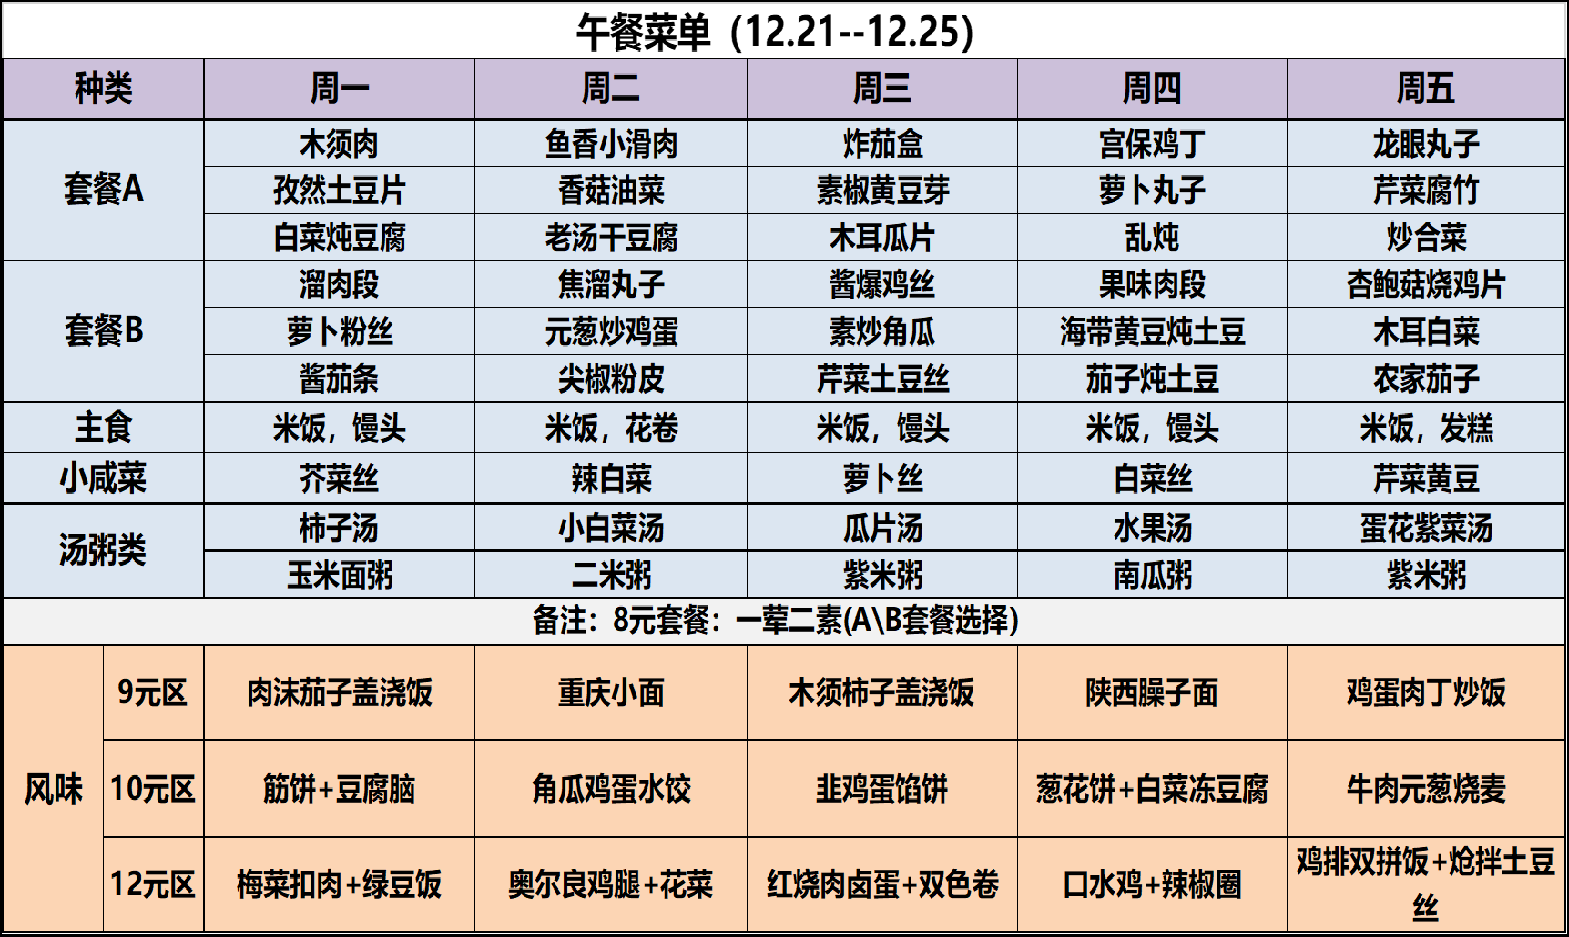 午餐菜单（12.21--12.25）
种类 周一 周二 周三 周四 周五
套餐A
木须肉 鱼香小滑肉 炸茄盒 宫保鸡丁 龙眼丸子
孜然土豆片 香菇油菜 素椒黄豆芽 萝卜丸子 芹菜腐竹
白菜炖豆腐 老汤干豆腐 木耳瓜片 乱炖 炒合菜
套餐B
溜肉段 焦溜丸子 酱爆鸡丝 果味肉段 杏鲍菇烧鸡片
萝卜粉丝 元葱炒鸡蛋 素炒角瓜 海带黄豆炖土豆 木耳白菜
酱茄条 尖椒粉皮 芹菜土豆丝 茄子炖土豆 农家茄子
主食 米饭，馒头 米饭，花卷 米饭，馒头 米饭，馒头 米饭，发糕
小咸菜 芥菜丝 辣白菜 萝卜丝 白菜丝 芹菜黄豆
汤粥类
柿子汤 小白菜汤 瓜片汤 水果汤 蛋花紫菜汤
玉米面粥 二米粥 紫米粥 南瓜粥 紫米粥
备注：8元套餐：一荤二素(A\B套餐选择)
风味
9元区 肉沫茄子盖浇饭 重庆小面 木须柿子盖浇饭 陕西臊子面 鸡蛋肉丁炒饭
10元区 筋饼+豆腐脑 角瓜鸡蛋水饺 韭鸡蛋馅饼 葱花饼+白菜冻豆腐 牛肉元葱烧麦
12元区 梅菜扣肉+绿豆饭 奥尔良鸡腿+花菜 红烧肉卤蛋+双色卷 口水鸡+辣椒圈 鸡排双拼饭+炝拌土豆
丝